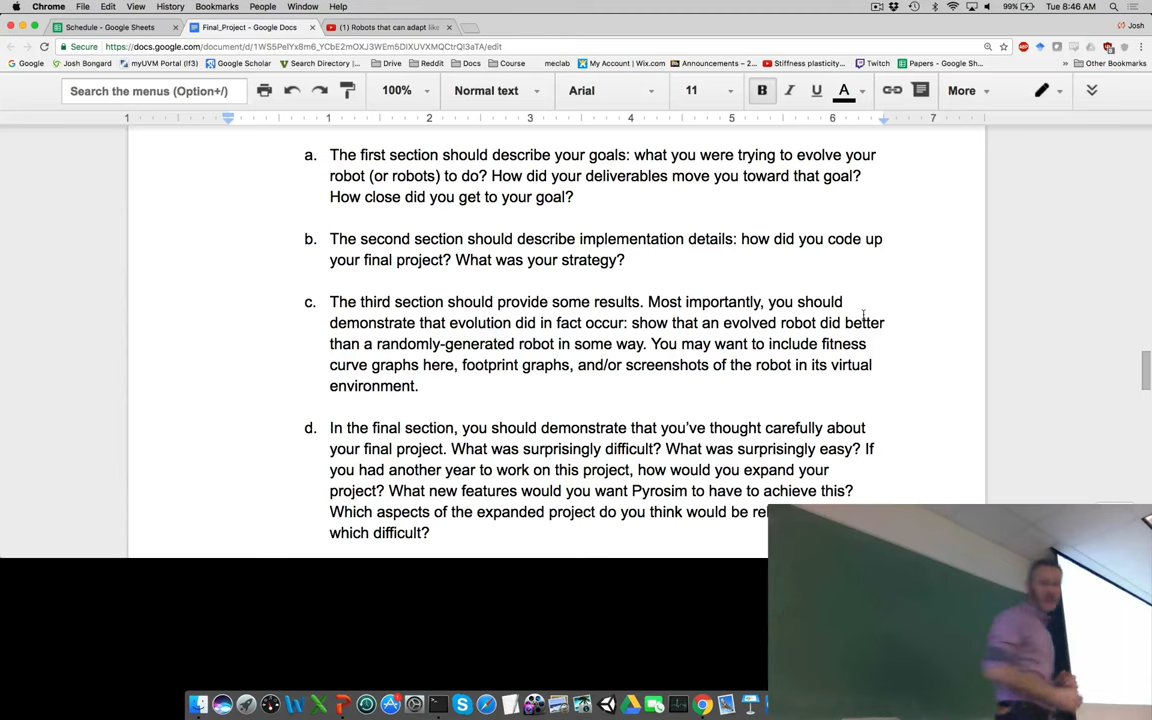 Chrome File Edit View History Bookmarks People Window Help 99% Tue 8:46 AM
Schedule - Google Sheets Final_Project - Google Docs (1) Robots that can adapt like Josh
Secure https://docs.google.com/document/d/1WS5PelYx8m6_YCbE2mOXJ3WEm5DIXUVXMQCtrQl3aTA/edit
Google Josh Bongard myUVM Portal (I3) Google Scholar Search Directory |... Drive Reddit Docs Course meclab My Account | Wix.com Announcements – 2... Stiffness plasticity... Twitch Papers - Google Sh... » Other Bookmarks
Search the menus (Option+/) 100% Normal text Arial 11 B I U A More
1 1 2 3 4 5 6 7
a. The first section should describe your goals: what you were trying to evolve your
robot (or robots) to do? How did your deliverables move you toward that goal?
How close did you get to your goal?
b. The second section should describe implementation details: how did you code up
your final project? What was your strategy?
c. The third section should provide some results. Most importantly, you should
demonstrate that evolution did in fact occur: show that an evolved robot did better
than a randomly-generated robot in some way. You may want to include fitness
curve graphs here, footprint graphs, and/or screenshots of the robot in its virtual
environment.
d. In the final section, you should demonstrate that you've thought carefully about
your final project. What was surprisingly difficult? What was surprisingly easy? If
you had another year to work on this project, how would you expand your
project? What new features would you want Pyrosim to have to achieve this?
Which aspects of the expanded project do you think would be
which difficult?